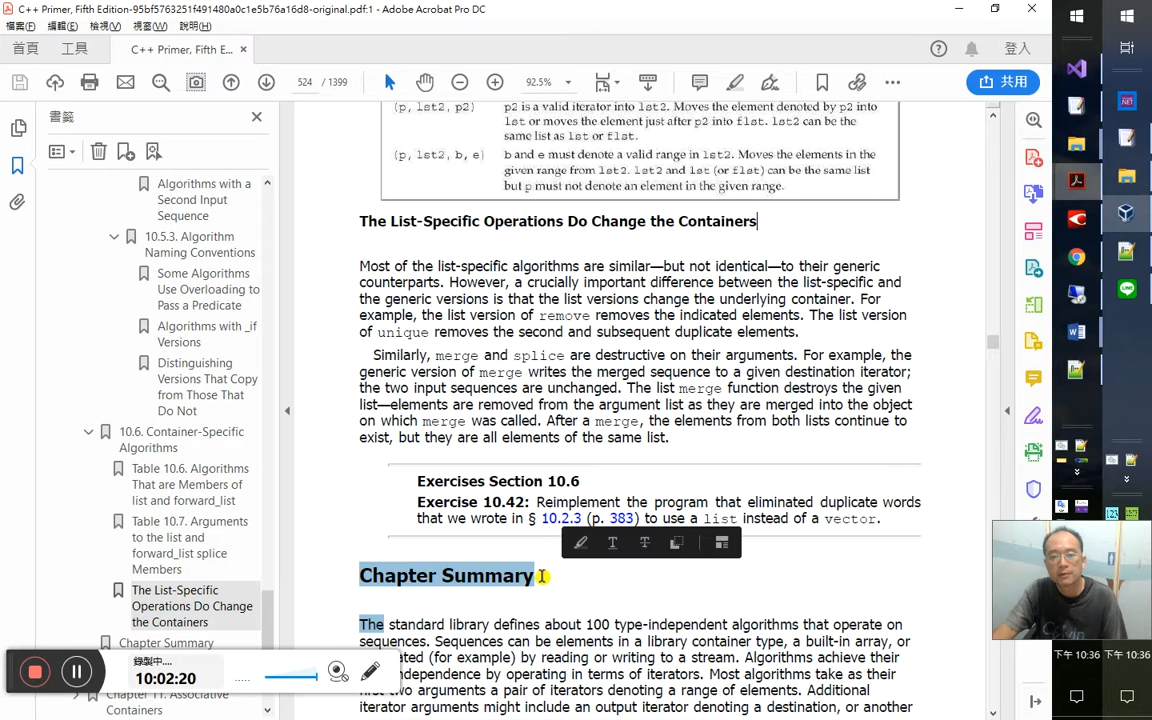 C++ Primer, Fifth Edition-95bf5763251f491480a0c1e5b76a16d8-original.pdf:1 - Adobe Acrobat Pro DC
檔案(F) 編輯(E) 檢視(V) 視窗(W) 說明(H)
首頁 工具 C++ Primer, Fifth E... × 登入
524 / 1399 92.5% 共用
書籤
Algorithms with a
Second Input
Sequence
10.5.3. Algorithm
Naming Conventions
Some Algorithms
Use Overloading to
Pass a Predicate
Algorithms with _if
Versions
Distinguishing
Versions That Copy
from Those That
Do Not
10.6. Container-Specific
Algorithms
Table 10.6. Algorithms
That are Members of
list and forward_list
Table 10.7. Arguments
to the list and
forward_list splice
Members
The List-Specific
Operations Do Change
the Containers
Chapter Summary
Chapter 11. Associative
Containers
(p, lst2, p2) p2 is a valid iterator into lst2. Moves the element denoted by p2 into
lst or moves the element just after p2 into flst. lst2 can be the
same list as lst or flst.
(p, lst2, b, e) b and e must denote a valid range in lst2. Moves the elements in the
given range from lst2. lst2 and lst (or flst) can be the same list
but p must not denote an element in the given range.
The List-Specific Operations Do Change the Containers
Most of the list-specific algorithms are similar—but not identical—to their generic
counterparts. However, a crucially important difference between the list-specific and
the generic versions is that the list versions change the underlying container. For
example, the list version of remove removes the indicated elements. The list version
of unique removes the second and subsequent duplicate elements.
Similarly, merge and splice are destructive on their arguments. For example, the
generic version of merge writes the merged sequence to a given destination iterator;
the two input sequences are unchanged. The list merge function destroys the given
list—elements are removed from the argument list as they are merged into the object
on which merge was called. After a merge, the elements from both lists continue to
exist, but they are all elements of the same list.
Exercises Section 10.6
Exercise 10.42: Reimplement the program that eliminated duplicate words
that we wrote in § 10.2.3 (p. 383) to use a list instead of a vector.
Chapter Summary
The standard library defines about 100 type-independent algorithms that operate on
sequences. Sequences can be elements in a library container type, a built-in array, or
ated (for example) by reading or writing to a stream. Algorithms achieve their
independence by operating in terms of iterators. Most algorithms take as their
first two arguments a pair of iterators denoting a range of elements. Additional
iterator arguments might include an output iterator denoting a destination, or another
錄製中....
10:02:20
下午 10:36 下午 10:36